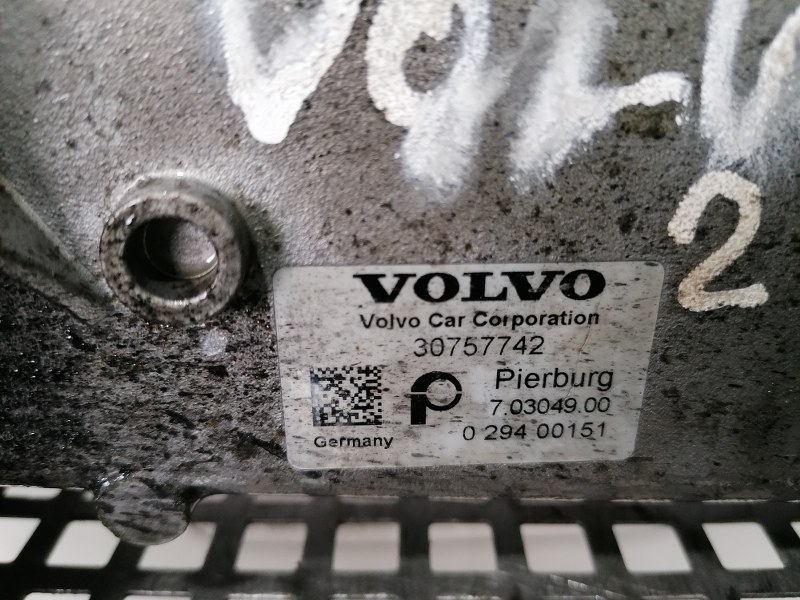 2
VOLVO
Volvo Car Corporation
30757742
Pierburg
7.03049.00
0 294 00151
Germany